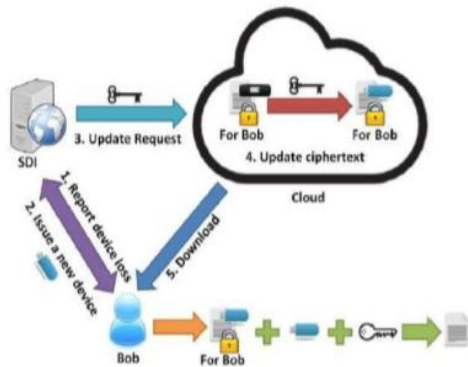 For Bob
For Bob
3. Update Request
4. Update ciphertext
SDI
Cloud
1. Report device loss
2. Issue a new device
5. Download
Bob
For Bob